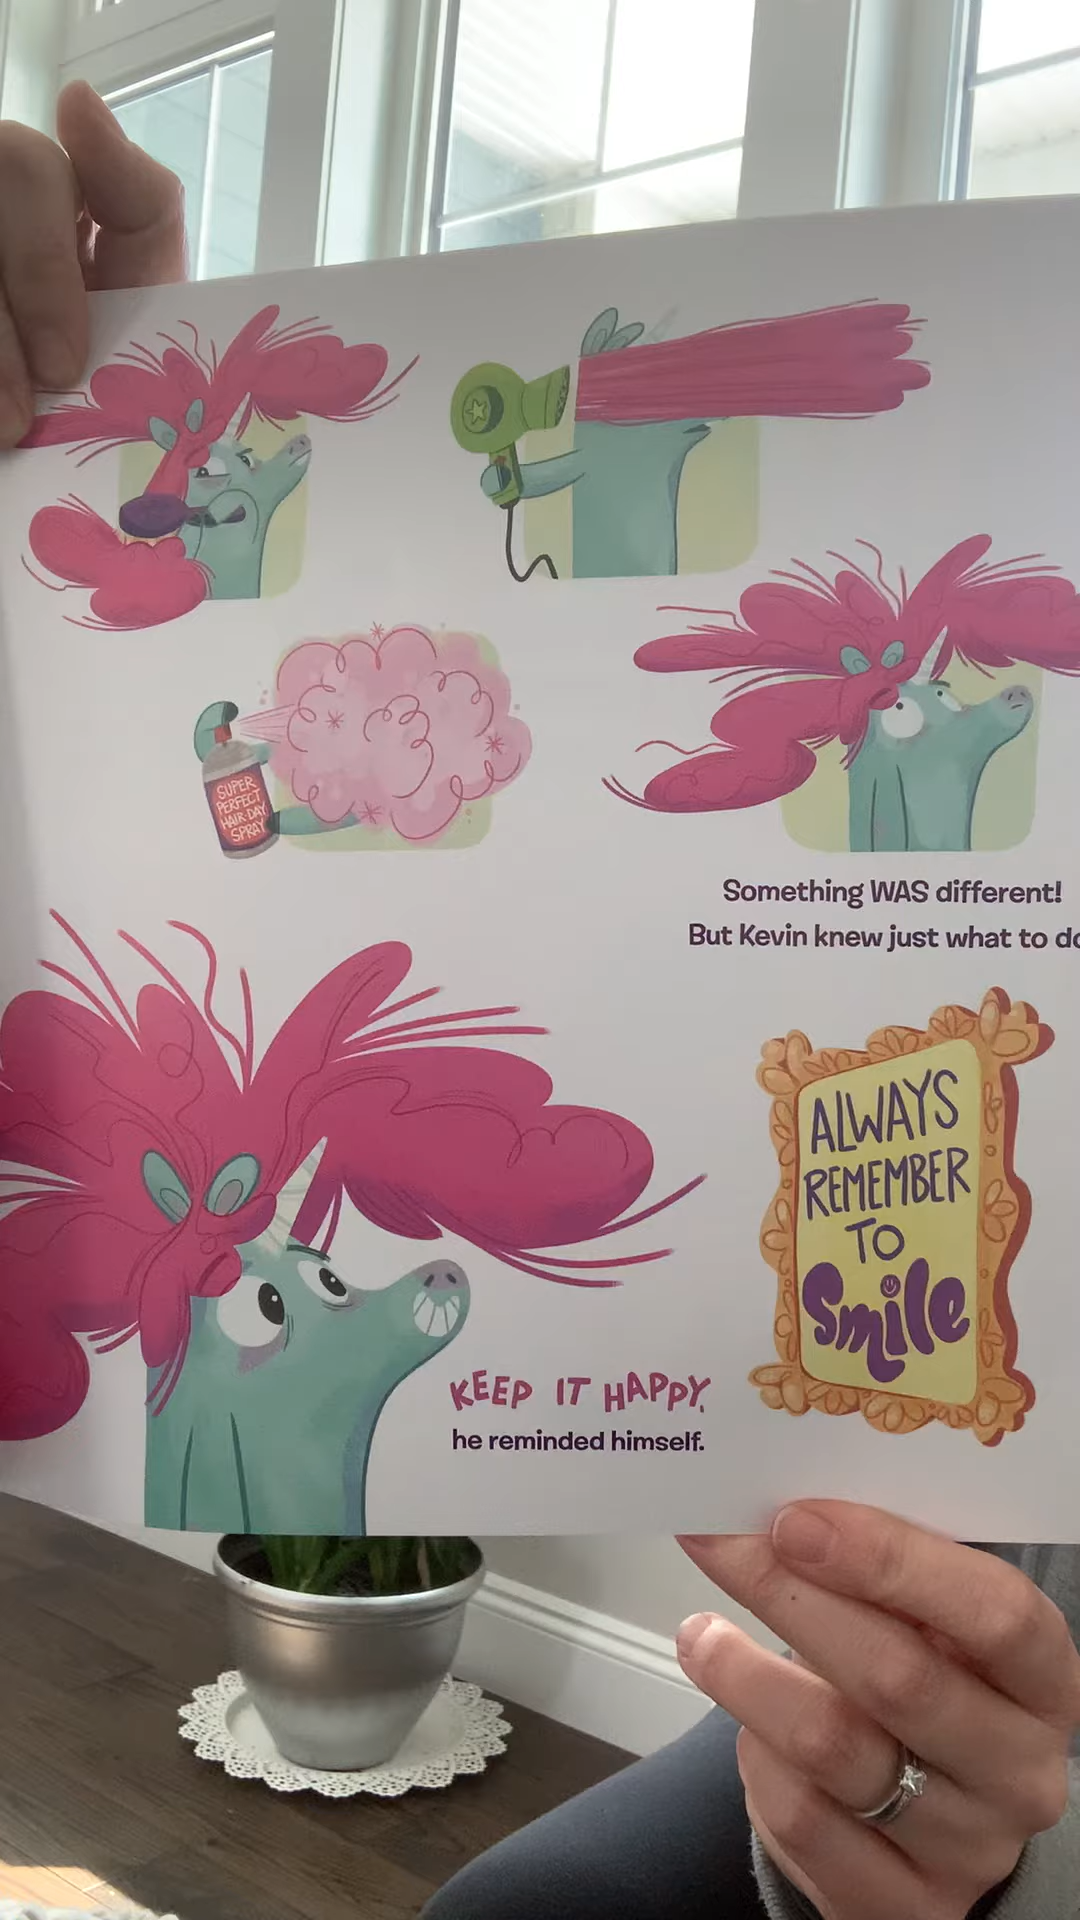 SUPER
PERFECT
HAIR-DAY
SPRAY
Something WAS different!
But Kevin knew just what to do
ALWAYS
REMEMBER
TO
Smile
KEEP IT HAPPY,
he reminded himself.